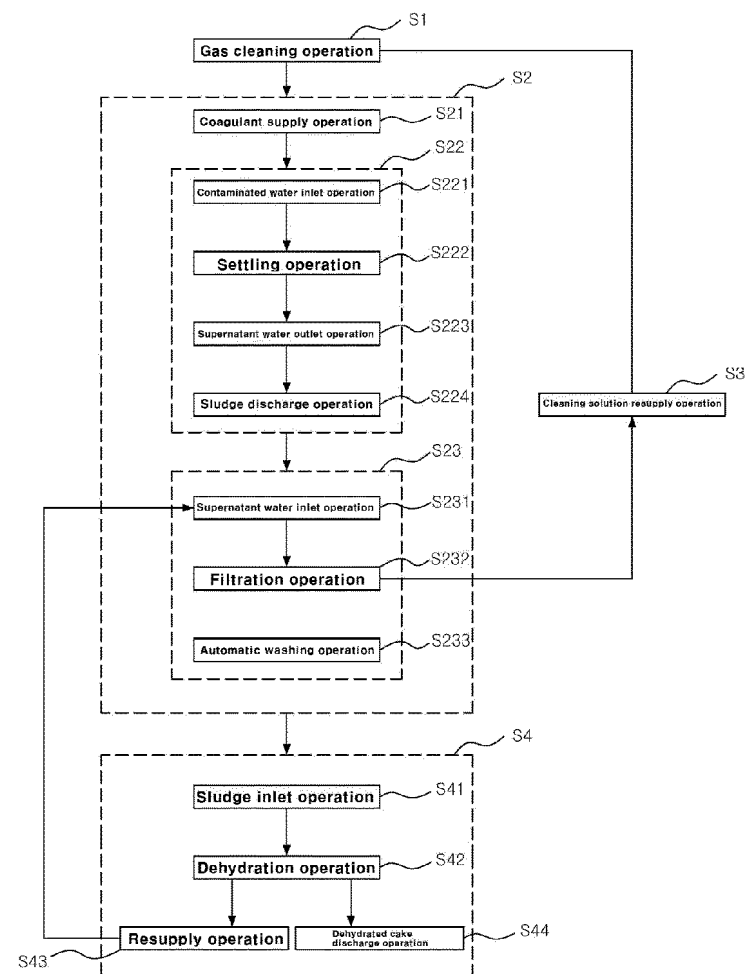 S1
Gas cleaning operation
S2
Coagulant supply operation
S21
S22
Contaminated water inlet operation
S221
Settling operation
S222
Supernatant water outlet operation
S223
Sludge discharge operation
S224
S3
Cleaning solution resupply operation
S23
Supernatant water inlet operation
S231
Filtration operation
S232
Automatic washing operation
S233
S4
Sludge inlet operation
S41
Dehydration operation
S42
Resupply operation
S43
Dehydrated cake
discharge operation
S44